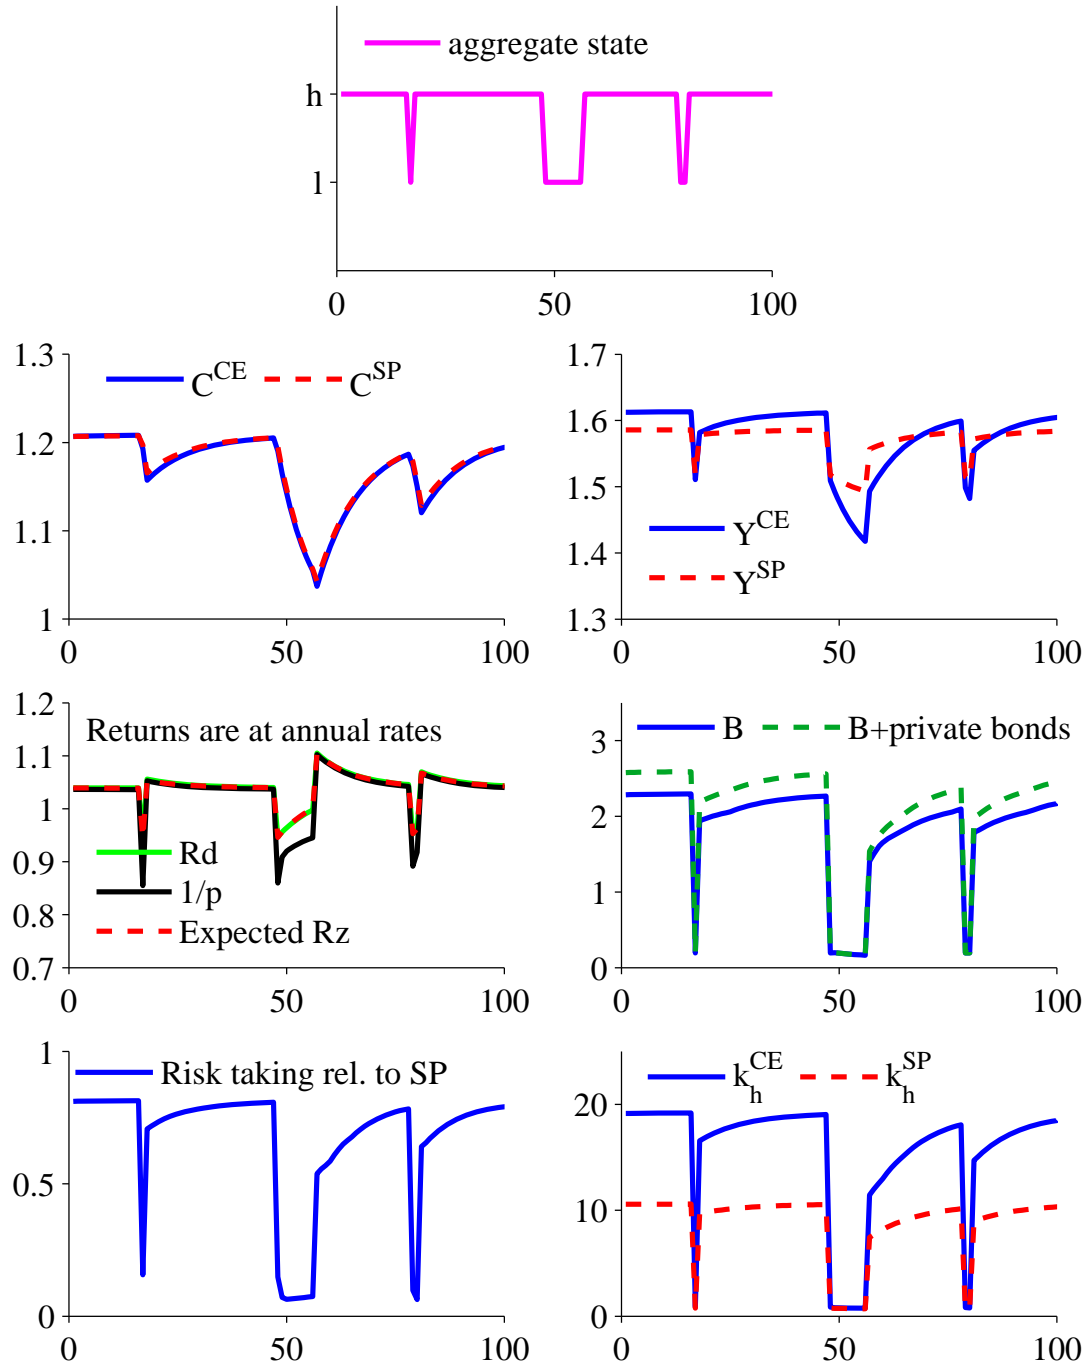 aggregate state
h
l
0 50 100
1.3
C^CE C^SP
1.2
1.1
1
0 50 100
1.7
1.6
1.5
Y^CE
1.4
Y^SP
1.3
0 50 100
1.2
Returns are at annual rates
1.1
1
0.9
Rd
1/p
0.8
Expected Rz
0.7
0 50 100
B B+private bonds
3
2
1
0
0 50 100
1
Risk taking rel. to SP
0.5
0
0 50 100
k_h^CE k_h^SP
20
10
0
0 50 100